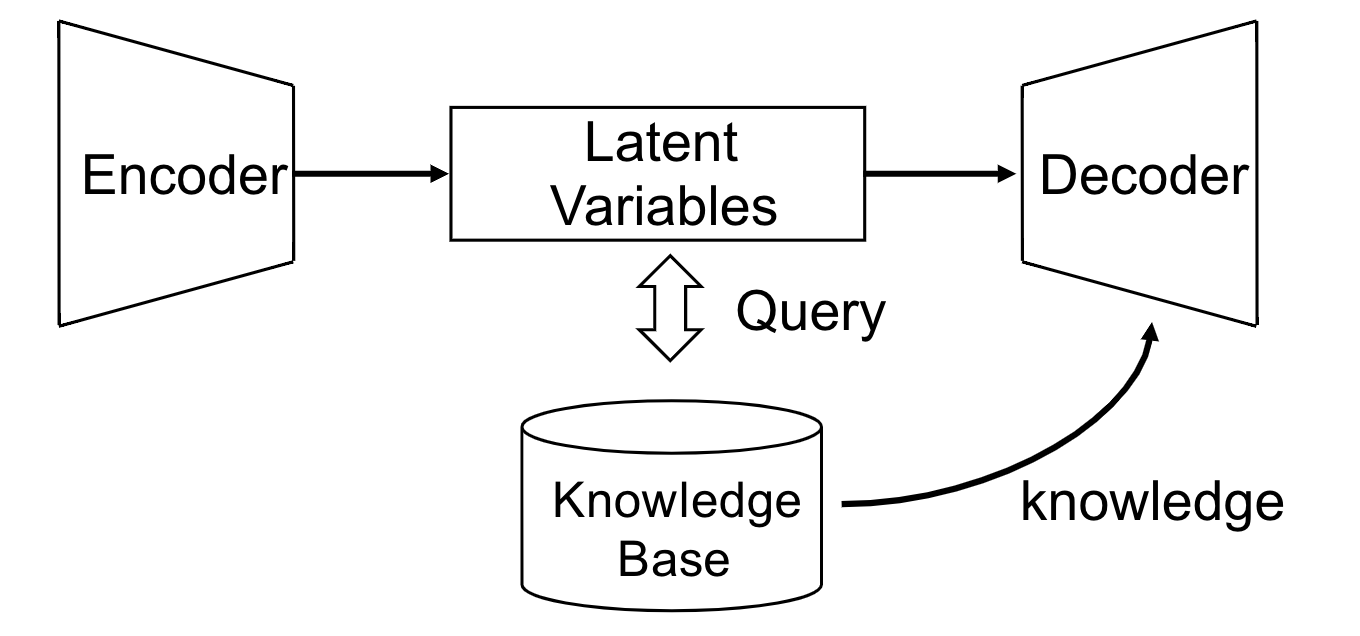 Encoder
Latent
Variables
Decoder
Query
Knowledge
Base
knowledge